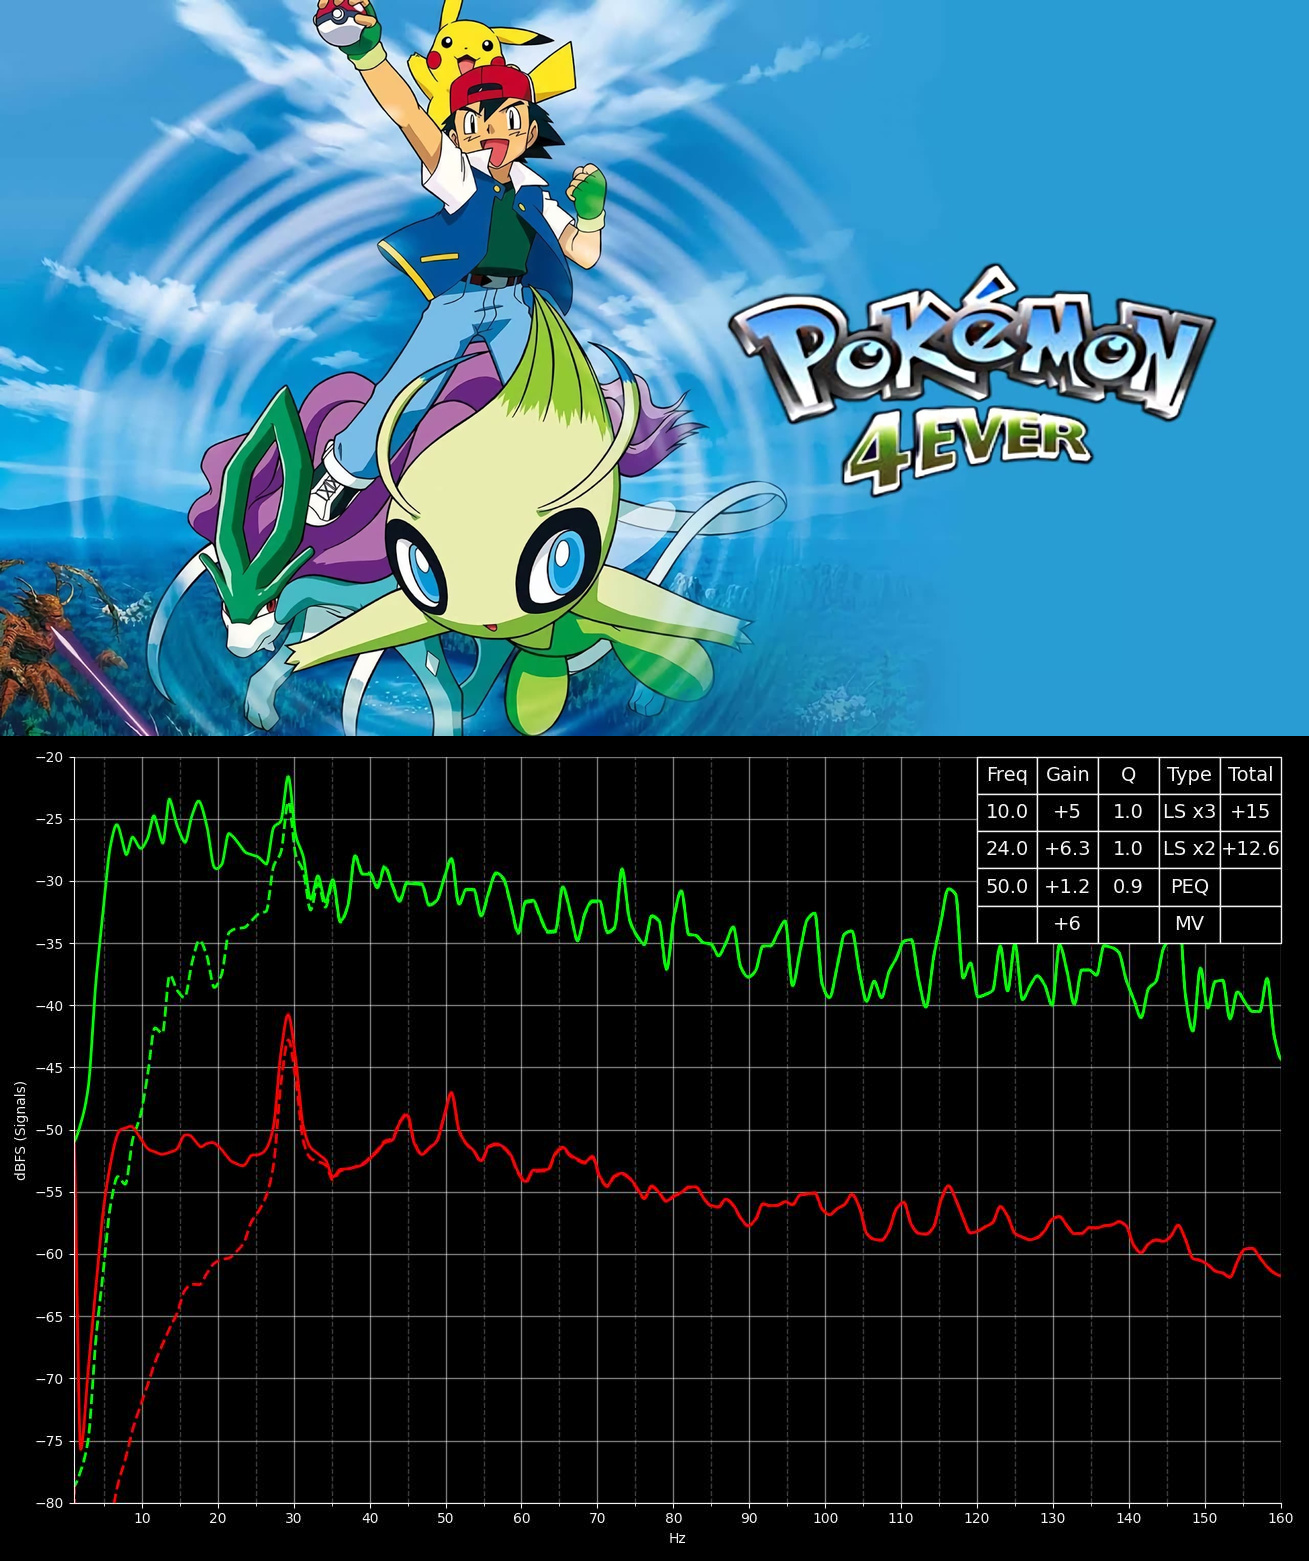 PoKéMoN
4EVER
Freq Gain Q Type Total
10.0 +5 1.0 LS x3 +15
24.0 +6.3 1.0 LS x2 +12.6
50.0 +1.2 0.9 PEQ
+6 MV
−20
−25
−30
−35
−40
−45
−50
−55
−60
−65
−70
−75
−80
dBFS (Signals)
10 20 30 40 50 60 70 80 90 100 110 120 130 140 150 160
Hz